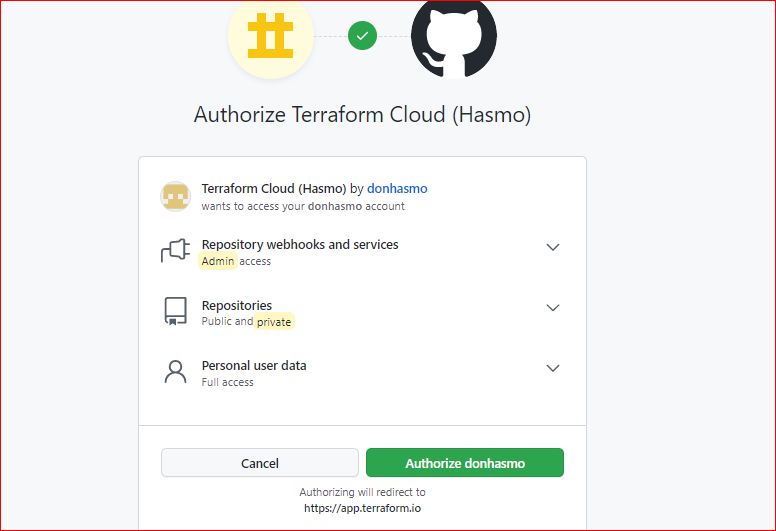 Authorize Terraform Cloud (Hasmo)
Terraform Cloud (Hasmo) by donhasmo
wants to access your donhasmo account
Repository webhooks and services
Admin access
Repositories
Public and private
Personal user data
Full access
Cancel
Authorize donhasmo
Authorizing will redirect to
https://app.terraform.io